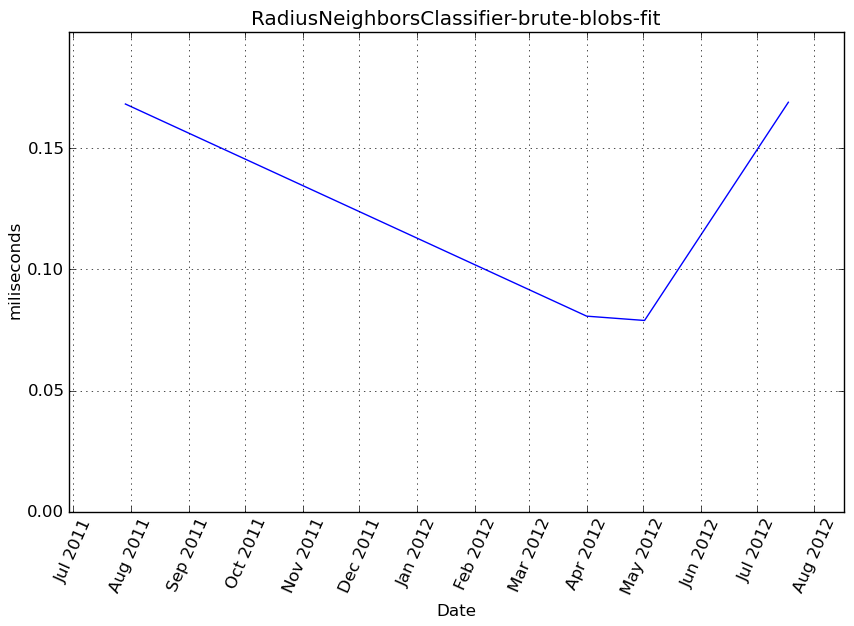 RadiusNeighborsClassifier-brute-blobs-fit
miliseconds
0.15
0.10
0.05
0.00
Jul 2011
Aug 2011
Sep 2011
Oct 2011
Nov 2011
Dec 2011
Jan 2012
Feb 2012
Mar 2012
Apr 2012
May 2012
Jun 2012
Jul 2012
Aug 2012
Date